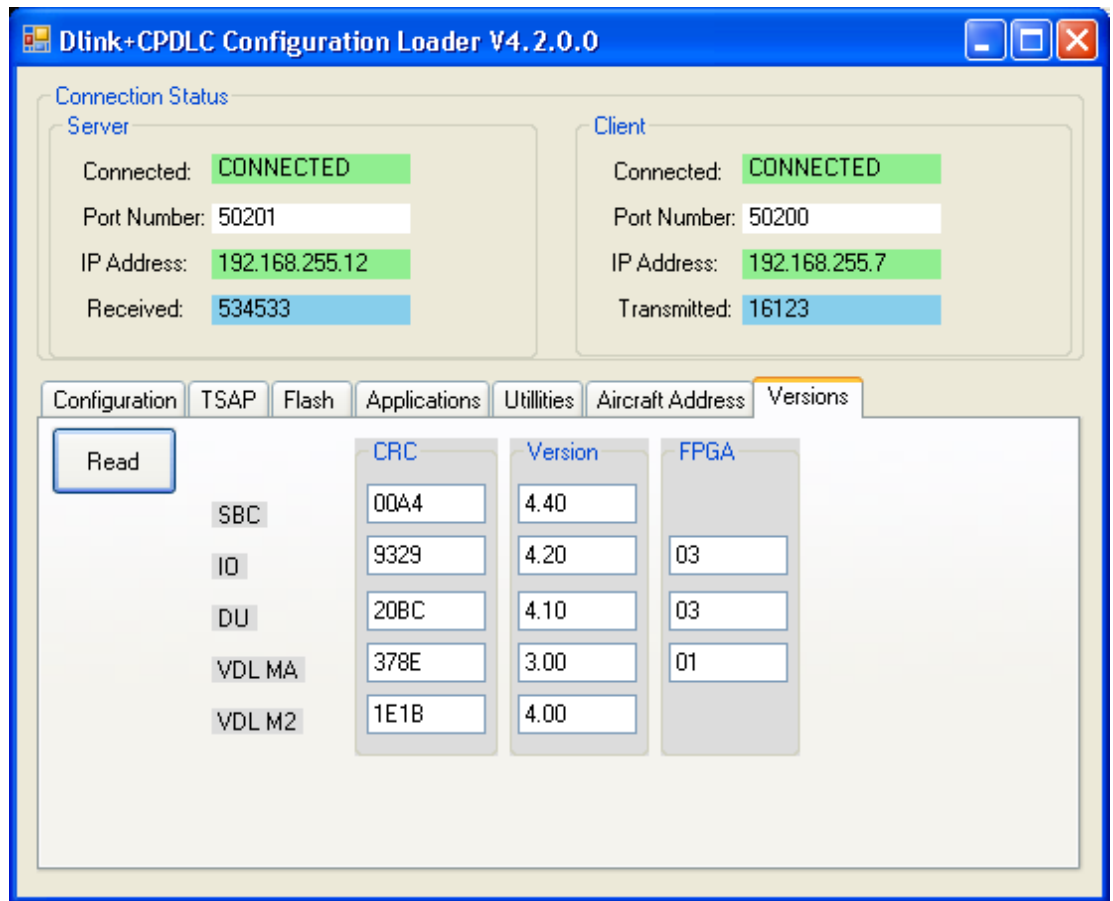 Dlink+CPDLC Configuration Loader V4.2.0.0
Connection Status
Server
Connected: CONNECTED
Port Number: 50201
IP Address: 192.168.255.12
Received: 534533
Client
Connected: CONNECTED
Port Number: 50200
IP Address: 192.168.255.7
Transmitted: 16123
Configuration TSAP Flash Applications Utillities Aircraft Address Versions
Read
CRC Version FPGA
SBC 00A4 4.40
IO 9329 4.20 03
DU 20BC 4.10 03
VDL MA 378E 3.00 01
VDL M2 1E1B 4.00